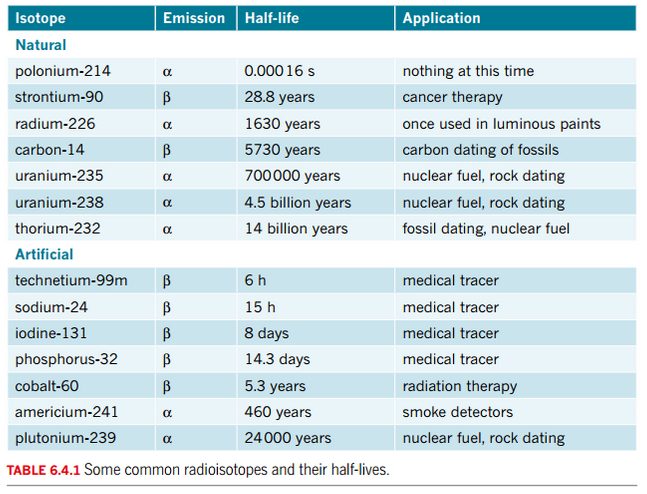 Isotope Emission Half-life Application
Natural
polonium-214 α 0.00016 s nothing at this time
strontium-90 β 28.8 years cancer therapy
radium-226 α 1630 years once used in luminous paints
carbon-14 β 5730 years carbon dating of fossils
uranium-235 α 700000 years nuclear fuel, rock dating
uranium-238 α 4.5 billion years nuclear fuel, rock dating
thorium-232 α 14 billion years fossil dating, nuclear fuel
Artificial
technetium-99m β 6 h medical tracer
sodium-24 β 15 h medical tracer
iodine-131 β 8 days medical tracer
phosphorus-32 β 14.3 days medical tracer
cobalt-60 β 5.3 years radiation therapy
americium-241 α 460 years smoke detectors
plutonium-239 α 24000 years nuclear fuel, rock dating
TABLE 6.4.1 Some common radioisotopes and their half-lives.